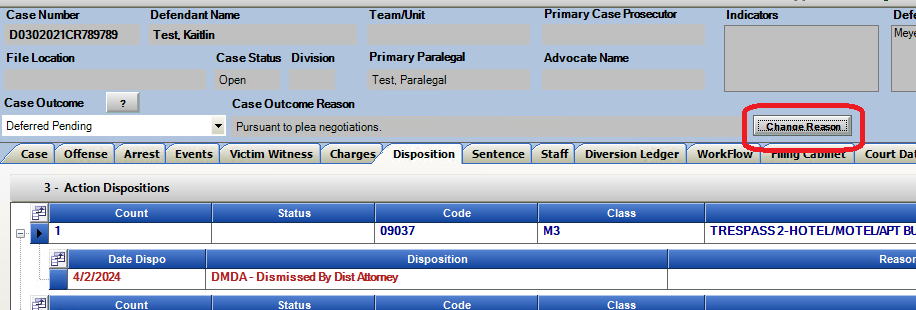 Case Number Defendant Name Team/Unit Primary Case Prosecutor Indicators Defe
D0302021CR789789 Test, Kaitlin Meye
File Location Case Status Division Primary Paralegal Advocate Name
Open Test, Paralegal
Case Outcome ? Case Outcome Reason
Deferred Pending Pursuant to plea negotiations. Change Reason
Case Offense Arrest Events Victim Witness Charges Disposition Sentence Staff Diversion Ledger WorkFlow Filing Cabinet Court Dat
3 - Action Dispositions
Count Status Code Class
1 09037 M3 TRESPASS 2-HOTEL/MOTEL/APT BU
Date Dispo Disposition Reason
4/2/2024 DMDA - Dismissed By Dist Attorney
Count Status Code Class